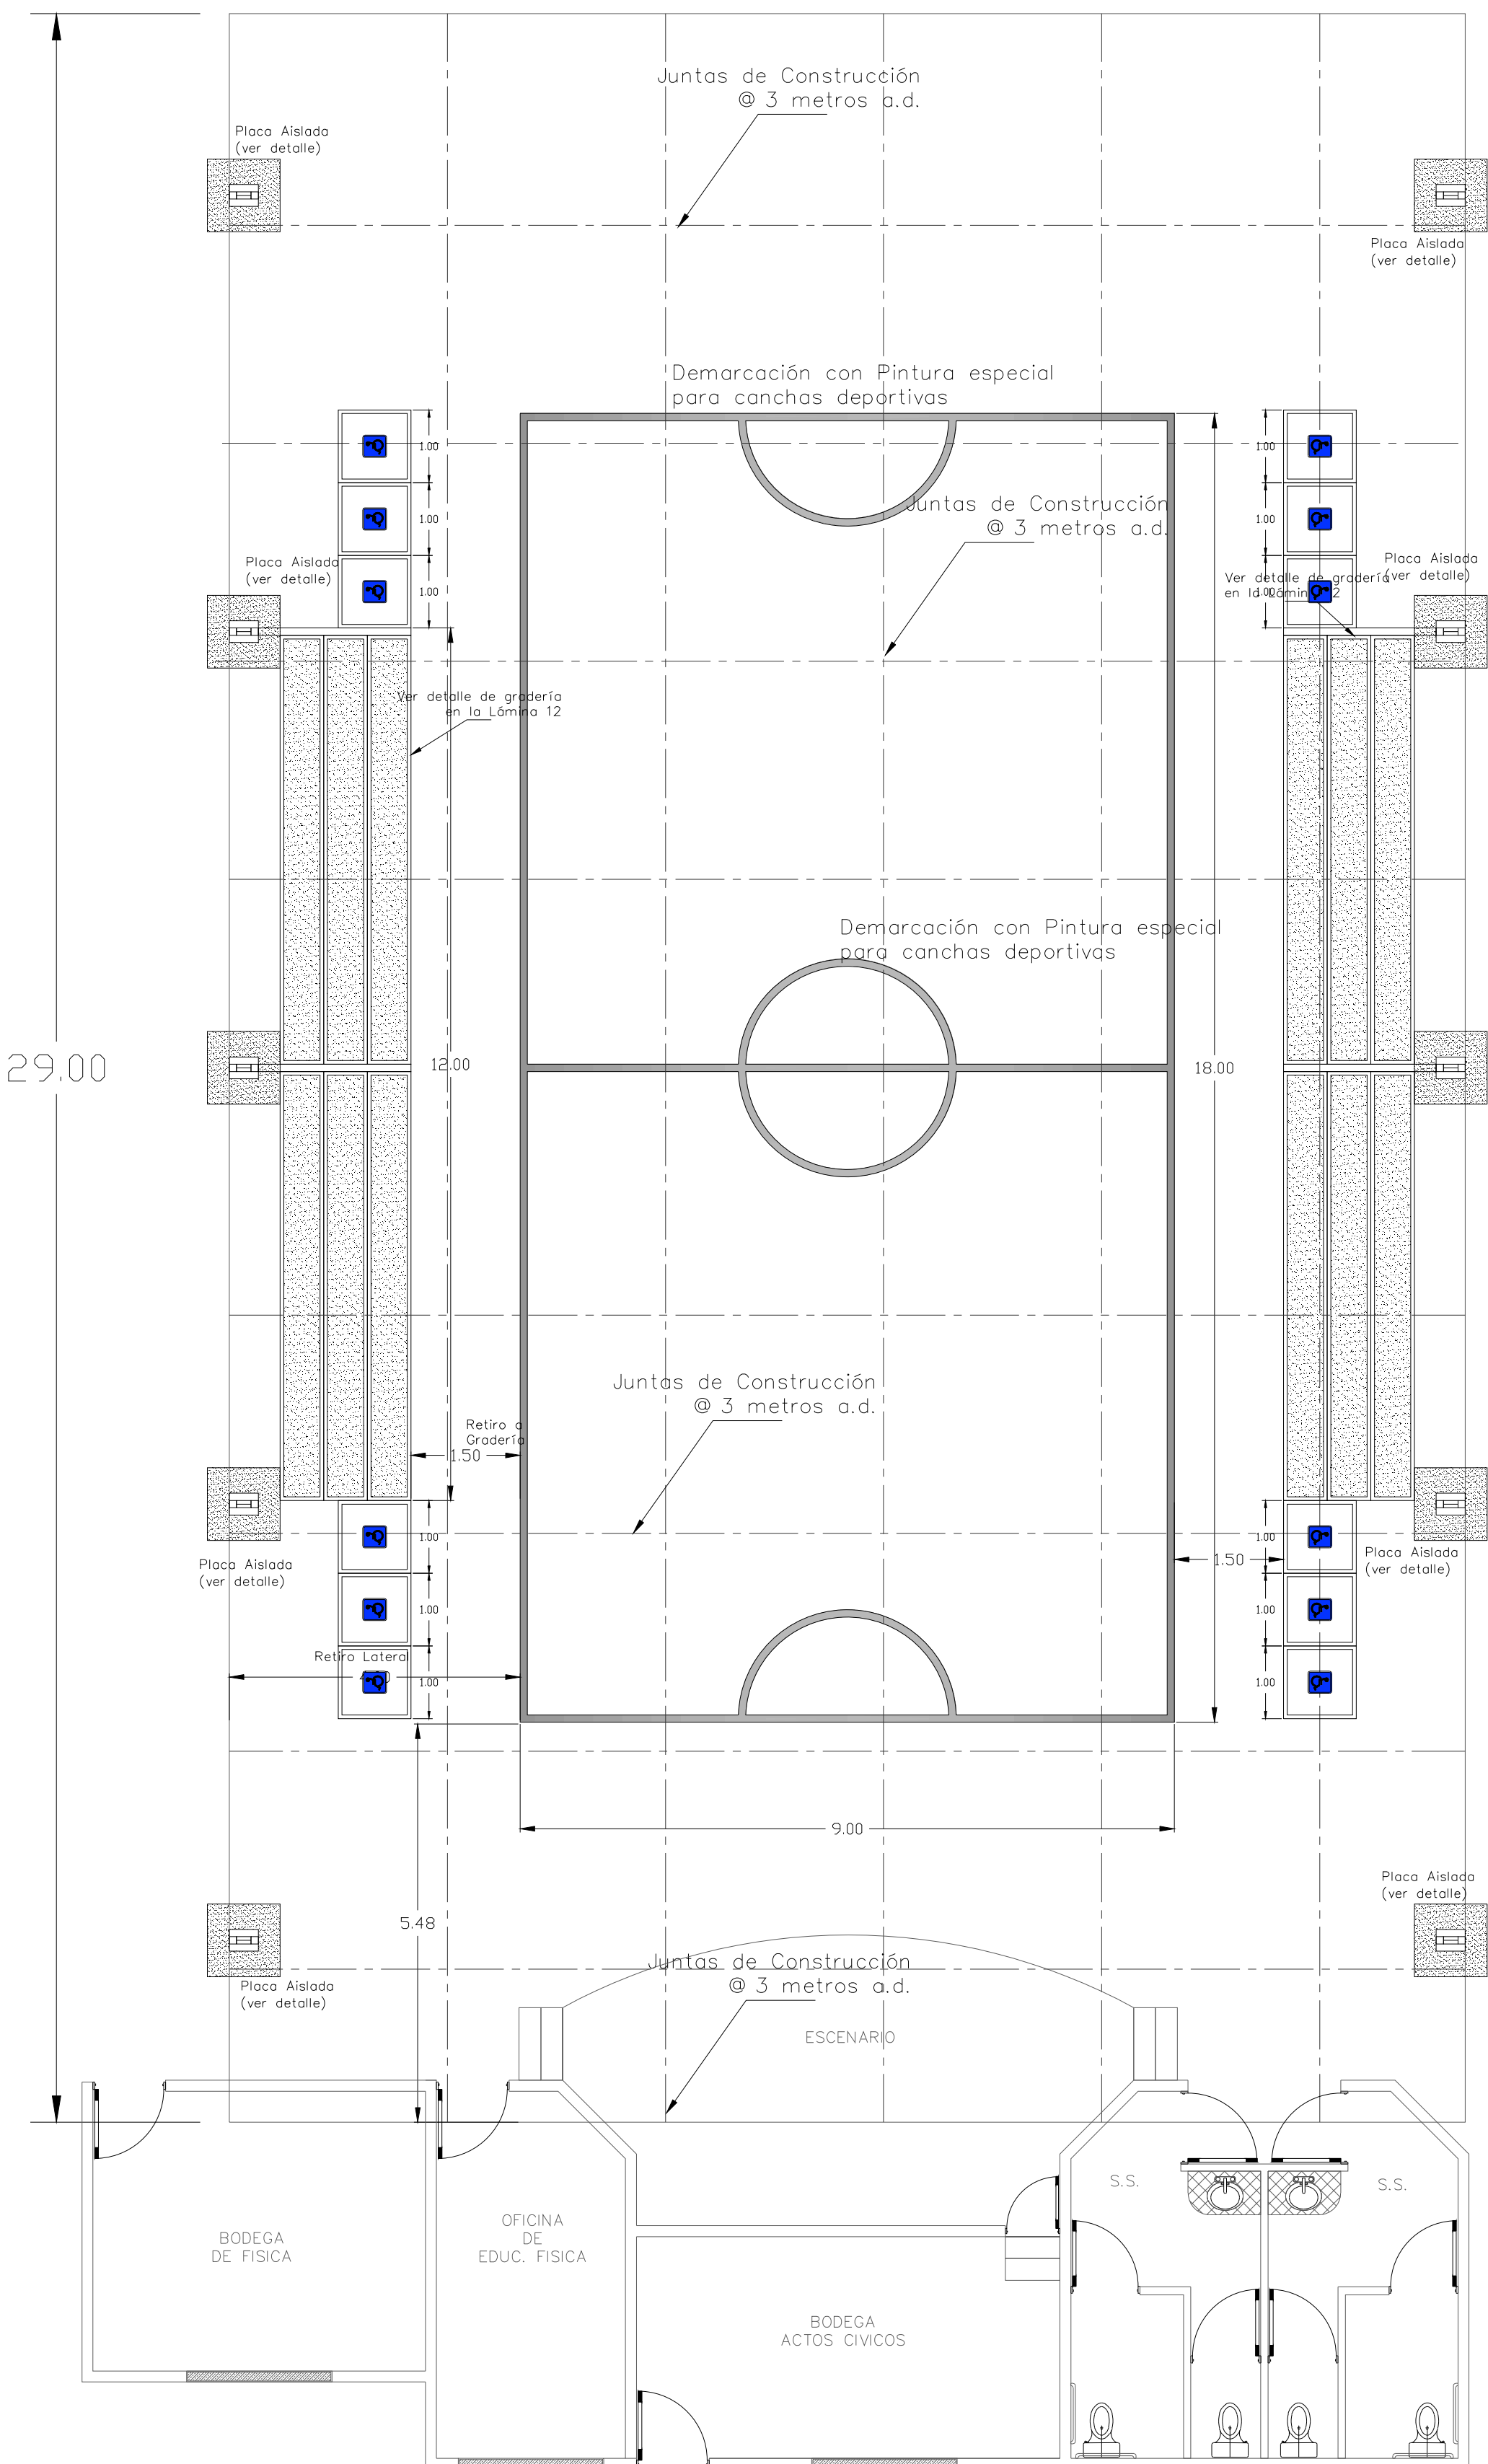 Juntas de Construcción
@ 3 metros a.d.
Placa Aislada
(ver detalle)
Placa Aislada
(ver detalle)
Demarcación con Pintura especial
para canchas deportivas
1.00
1.00
Juntas de Construcción
@ 3 metros a.d.
1.00
1.00
Placa Aislada
(ver detalle)
Placa Aislada
(ver detalle)
Ver detalle de gradería
en la Lámina
1.00
Ver detalle de gradería
en la Lámina 12
Demarcación con Pintura especial
para canchas deportivas
29.00
12.00
18.00
Juntas de Construcción
@ 3 metros a.d.
Retiro a
Gradería
1.50
1.00
1.00
Placa Aislada
(ver detalle)
1.50
Placa Aislada
(ver detalle)
1.00
1.00
Retiro Lateral
1.00
1.00
9.00
Placa Aislada
(ver detalle)
5.48
Juntas de Construcción
@ 3 metros a.d.
Placa Aislada
(ver detalle)
ESCENARIO
S.S.
S.S.
BODEGA
DE FISICA
OFICINA
DE
EDUC. FISICA
BODEGA
ACTOS CIVICOS